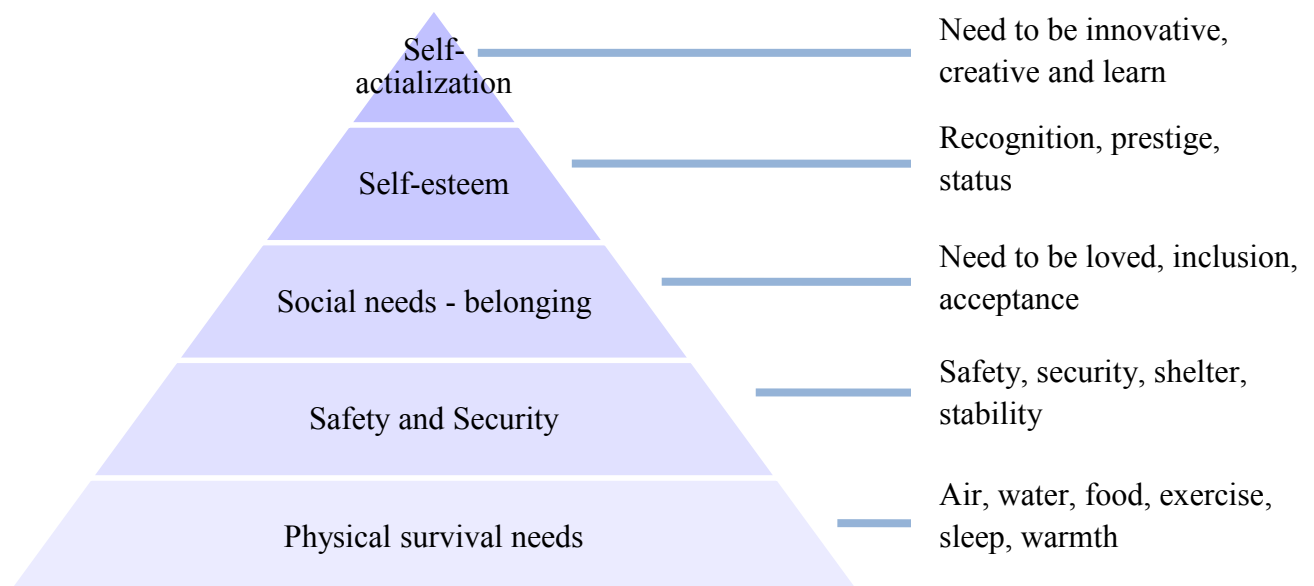 Self-
actialization
Need to be innovative,
creative and learn
Self-esteem
Recognition, prestige,
status
Social needs - belonging
Need to be loved, inclusion,
acceptance
Safety and Security
Safety, security, shelter,
stability
Physical survival needs
Air, water, food, exercise,
sleep, warmth